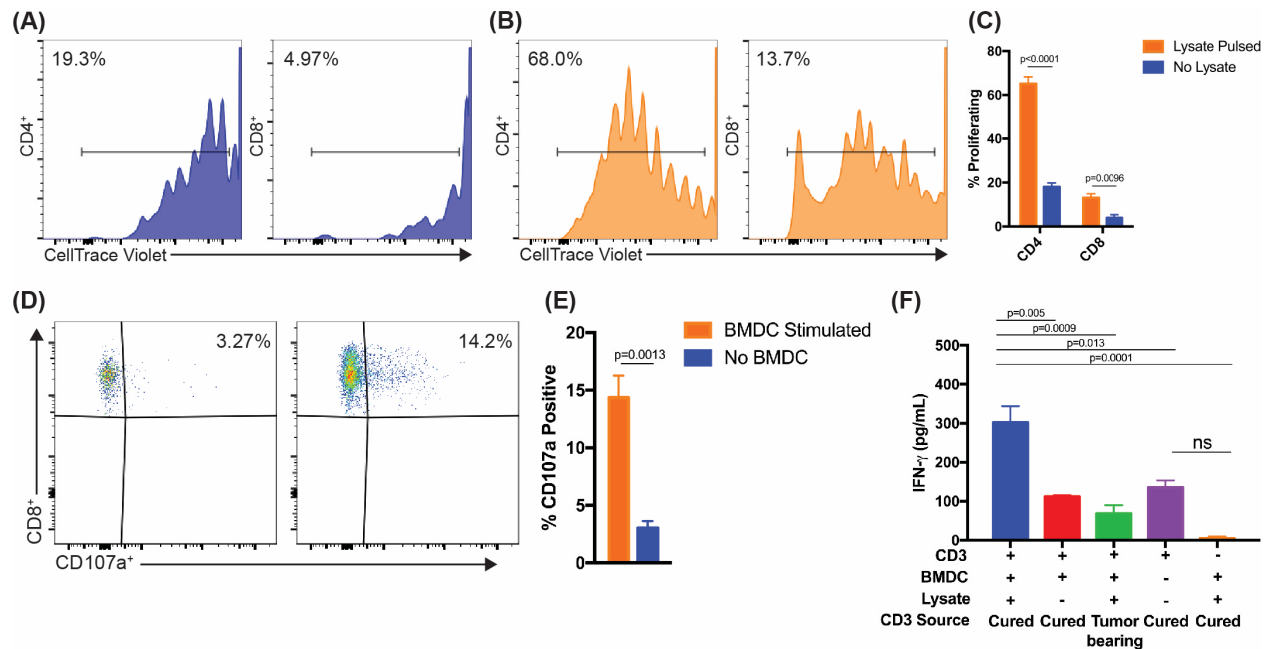 (A)
19.3%
CD4+
4.97%
CD8+
CellTrace Violet
(B)
68.0%
CD4+
13.7%
CD8+
CellTrace Violet
(C)
80
60
40
20
0
% Proliferating
p<0.0001
p=0.0096
CD4
CD8
Lysate Pulsed
No Lysate
(D)
3.27%
14.2%
CD8+
CD107a+
(E)
20
15
10
5
0
% CD107a Positive
p=0.0013
BMDC Stimulated
No BMDC
(F)
p=0.005
p=0.0009
p=0.013
p=0.0001
500
400
300
200
100
0
IFN-γ (pg/mL)
ns
CD3 + + + + -
BMDC + + + - +
Lysate + - + - +
CD3 Source Cured Cured Tumor Cured Cured
bearing